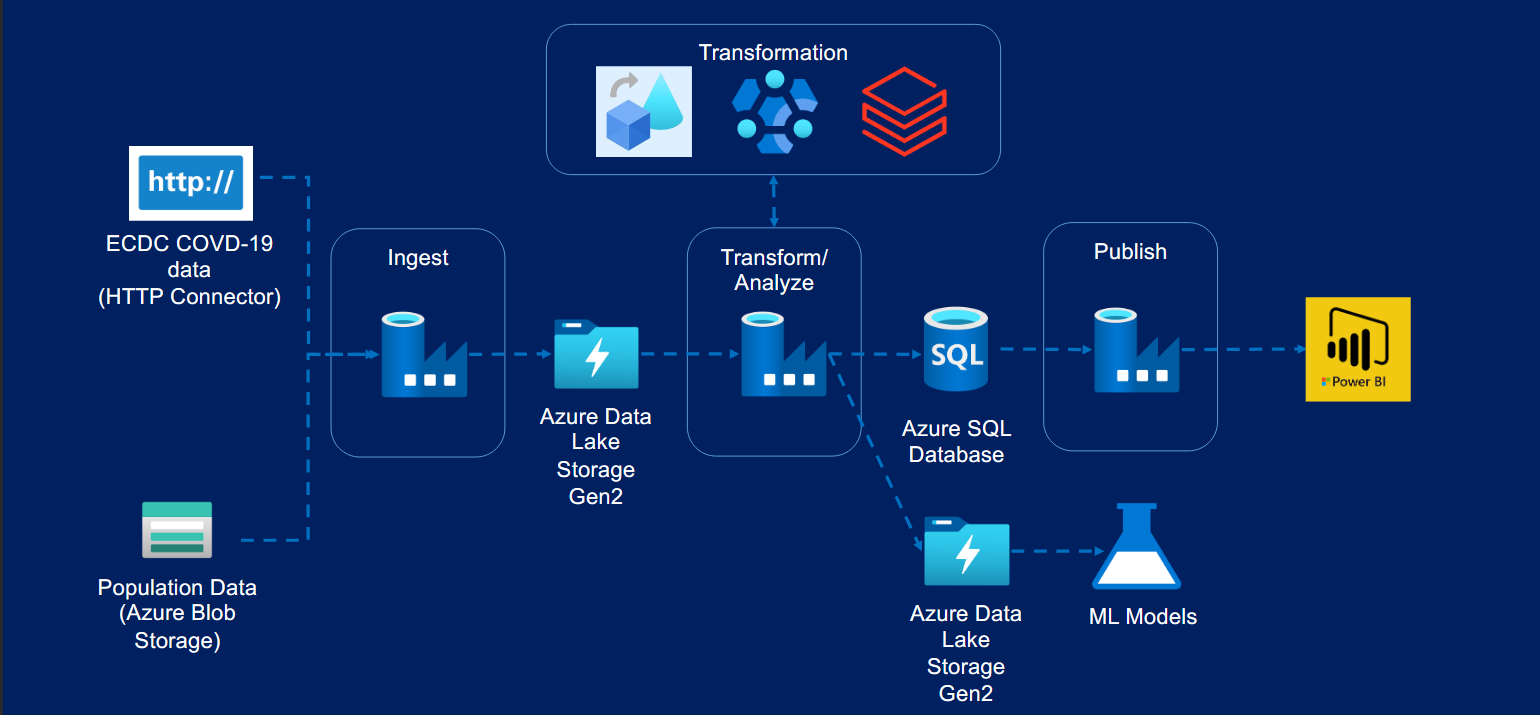 Transformation
http://
ECDC COVD-19
data
(HTTP Connector)
Ingest
Transform/
Analyze
Publish
SQL
Power BI
Azure Data
Lake
Storage
Gen2
Azure SQL
Database
Population Data
(Azure Blob
Storage)
Azure Data
Lake
Storage
Gen2
ML Models